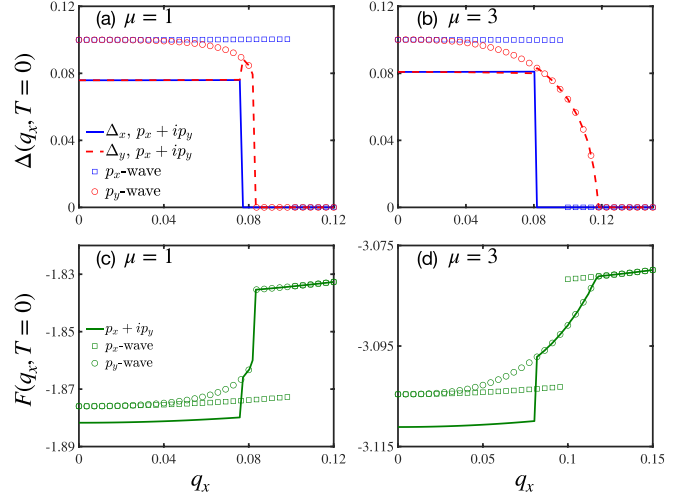 (a) μ = 1
(b) μ = 3
Δ(q_x, T = 0)
0.12
0.08
0.04
0
0 0.04 0.08 0.12
Δ_x, p_x + ip_y
Δ_y, p_x + ip_y
p_x-wave
p_y-wave
0.12
0.08
0.04
0
0 0.04 0.08 0.12
(c) μ = 1
(d) μ = 3
F(q_x, T = 0)
-1.83
-1.85
-1.87
-1.89
0 0.04 0.08 0.12
p_x + ip_y
p_x-wave
p_y-wave
-3.075
-3.095
-3.115
0 0.05 0.1 0.15
q_x
q_x